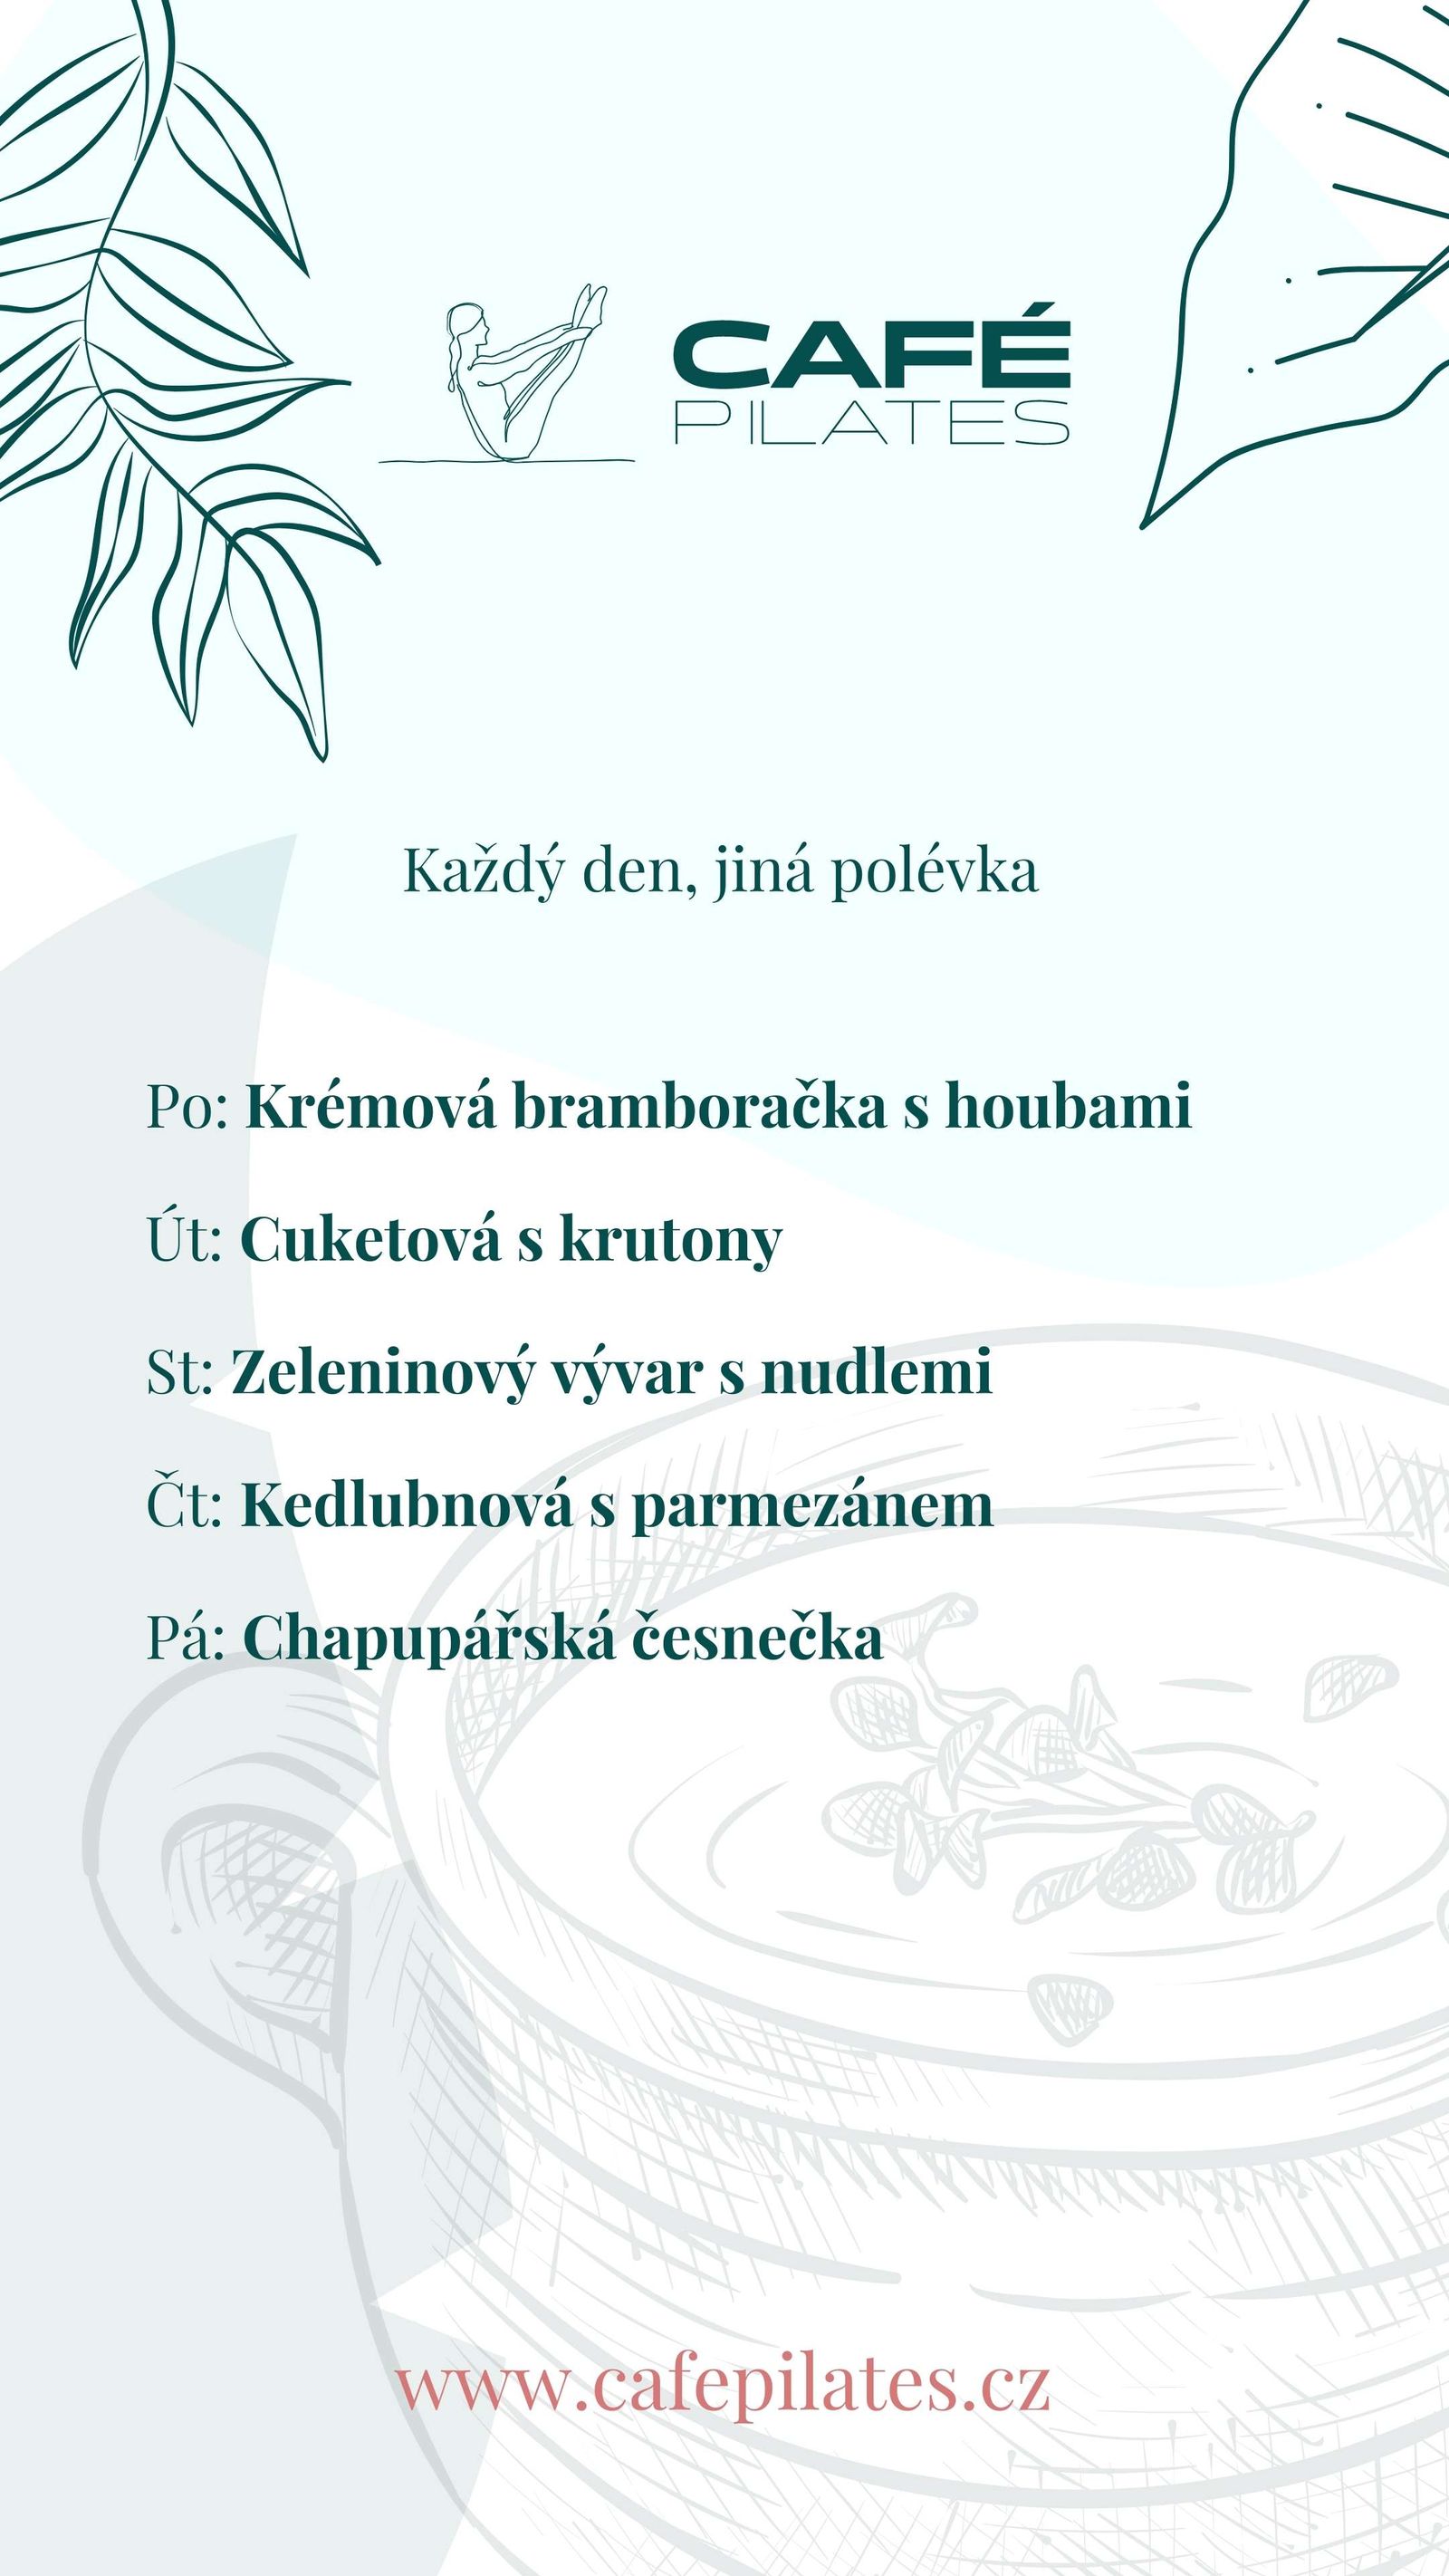 CAFÉ
PILATES
Každý den, jiná polévka
Po: Krémová bramboračka s houbami
Út: Cuketová s krutony
St: Zeleninový vývar s nudlemi
Čt: Kedlubnová s parmezánem
Pá: Chapupářská česnečka
www.cafepilates.cz